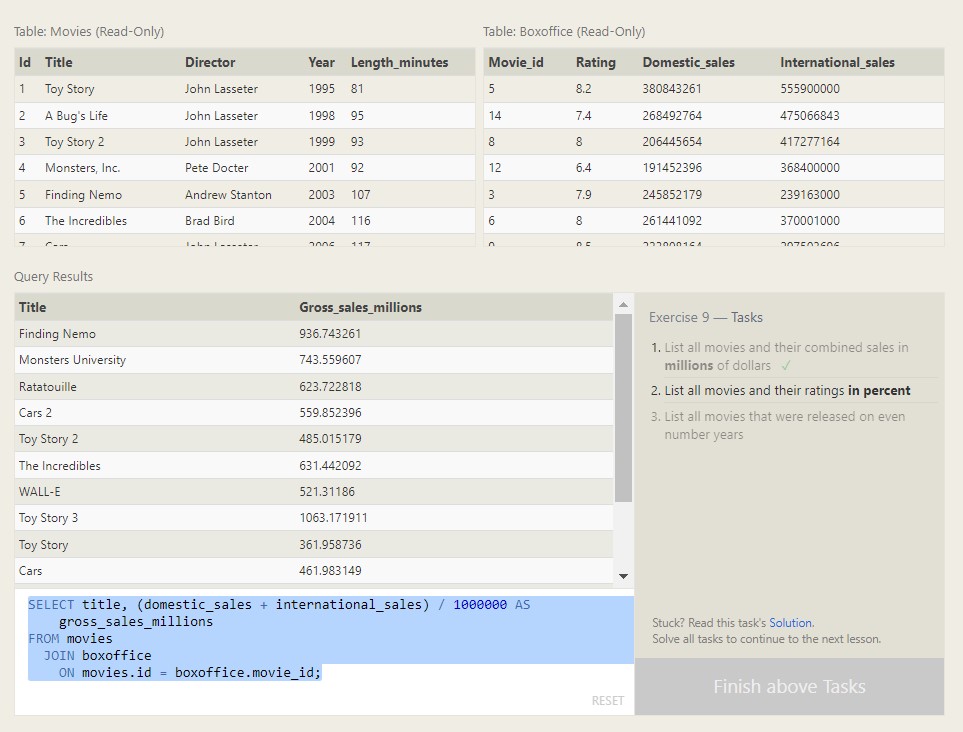 Table: Movies (Read-Only)
Id Title Director Year Length_minutes
1 Toy Story John Lasseter 1995 81
2 A Bug's Life John Lasseter 1998 95
3 Toy Story 2 John Lasseter 1999 93
4 Monsters, Inc. Pete Docter 2001 92
5 Finding Nemo Andrew Stanton 2003 107
6 The Incredibles Brad Bird 2004 116
7 Cars John Lasseter 2006 117
Table: Boxoffice (Read-Only)
Movie_id Rating Domestic_sales International_sales
5 8.2 380843261 555900000
14 7.4 268492764 475066843
8 8 206445654 417277164
12 6.4 191452396 368400000
3 7.9 245852179 239163000
6 8 261441092 370001000
Query Results
Title Gross_sales_millions
Finding Nemo 936.743261
Monsters University 743.559607
Ratatouille 623.722818
Cars 2 559.852396
Toy Story 2 485.015179
The Incredibles 631.442092
WALL-E 521.31186
Toy Story 3 1063.171911
Toy Story 361.958736
Cars 461.983149
SELECT title, (domestic_sales + international_sales) / 1000000 AS
gross_sales_millions
FROM movies
JOIN boxoffice
ON movies.id = boxoffice.movie_id;
RESET
Exercise 9 — Tasks
1. List all movies and their combined sales in
millions of dollars ✓
2. List all movies and their ratings in percent
3. List all movies that were released on even
number years
Stuck? Read this task's Solution.
Solve all tasks to continue to the next lesson.
Finish above Tasks